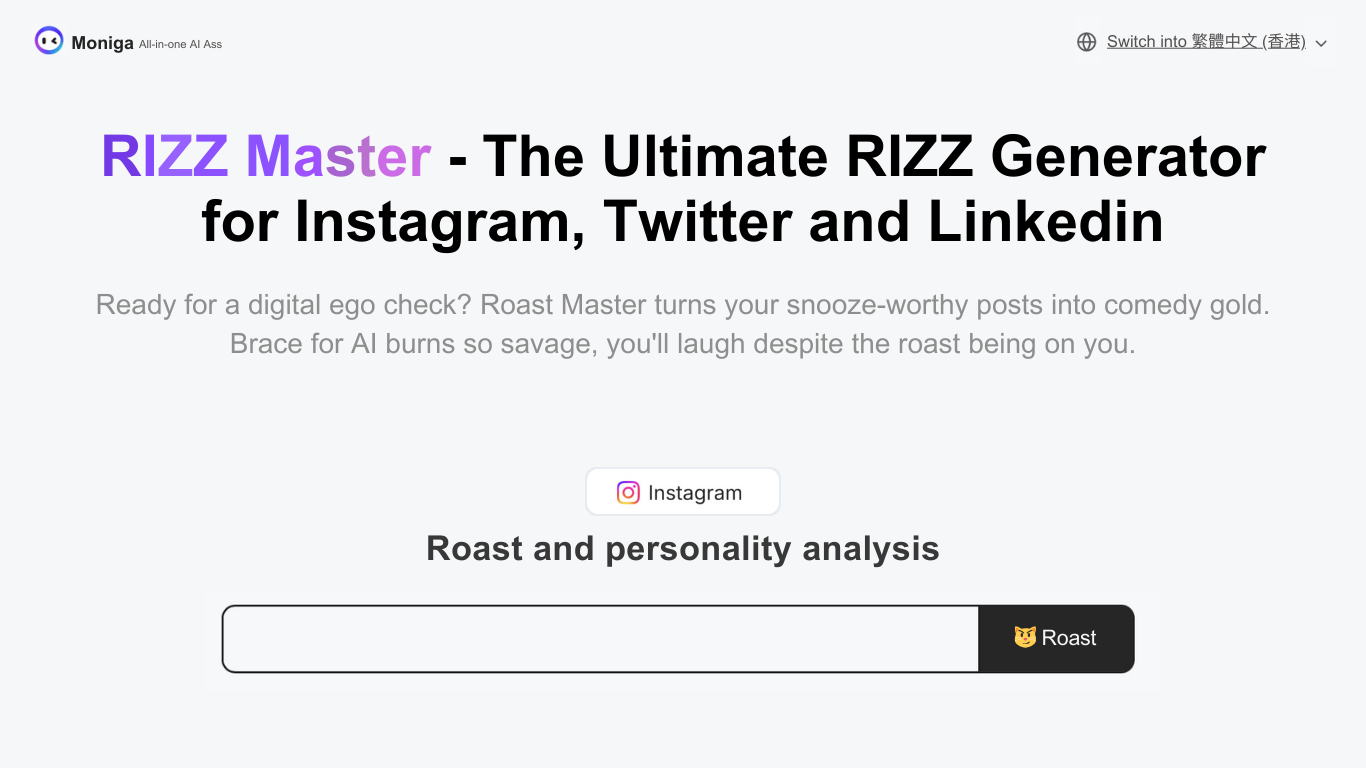 Moniga All-in-one AI Ass
Switch into 繁體中文 (香港)
RIZZ Master - The Ultimate RIZZ Generator
for Instagram, Twitter and Linkedin
Ready for a digital ego check? Roast Master turns your snooze-worthy posts into comedy gold.
Brace for AI burns so savage, you'll laugh despite the roast being on you.
Instagram
Roast and personality analysis
Roast